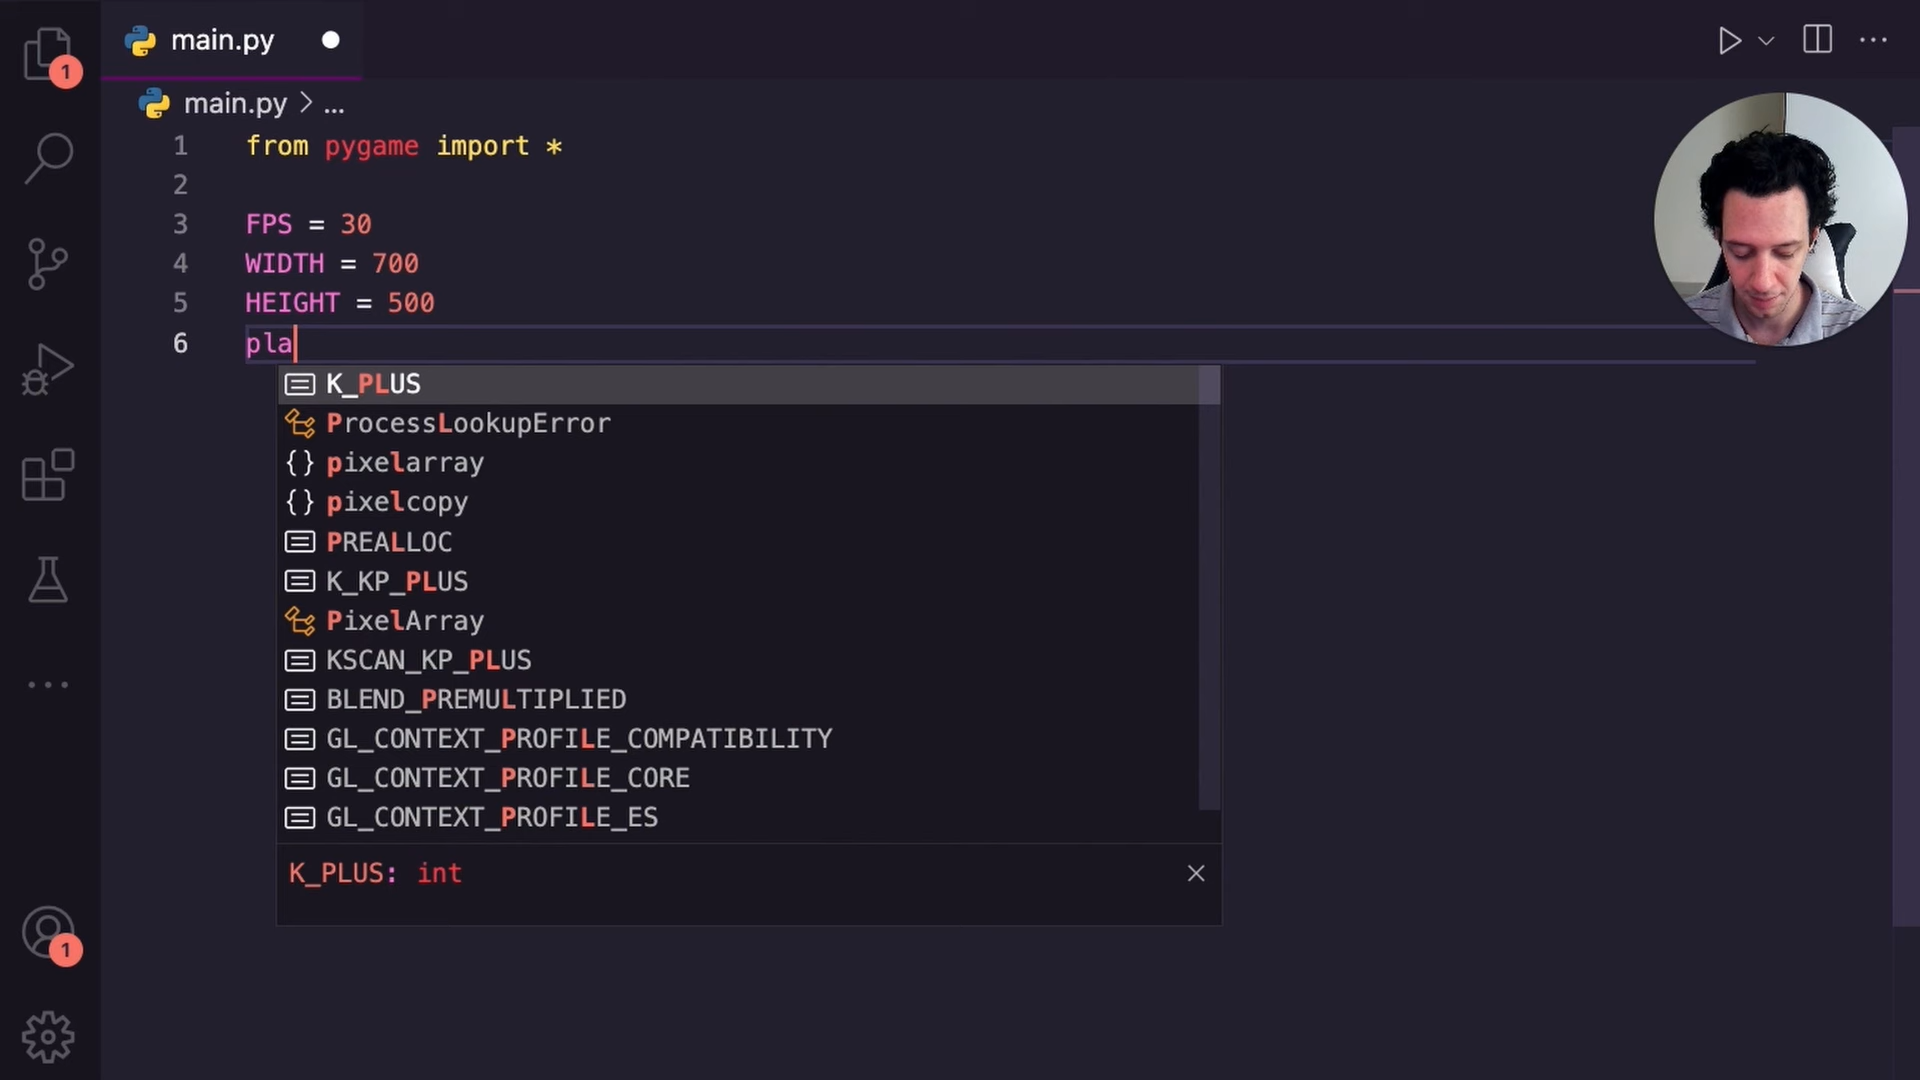 main.py
1
main.py > ...
1 from pygame import *
2
3 FPS = 30
4 WIDTH = 700
5 HEIGHT = 500
6 pla
K_PLUS
ProcessLookupError
pixelarray
pixelcopy
PREALLOC
K_KP_PLUS
PixelArray
KSCAN_KP_PLUS
BLEND_PREMULTIPLIED
GL_CONTEXT_PROFILE_COMPATIBILITY
GL_CONTEXT_PROFILE_CORE
GL_CONTEXT_PROFILE_ES
K_PLUS: int
1